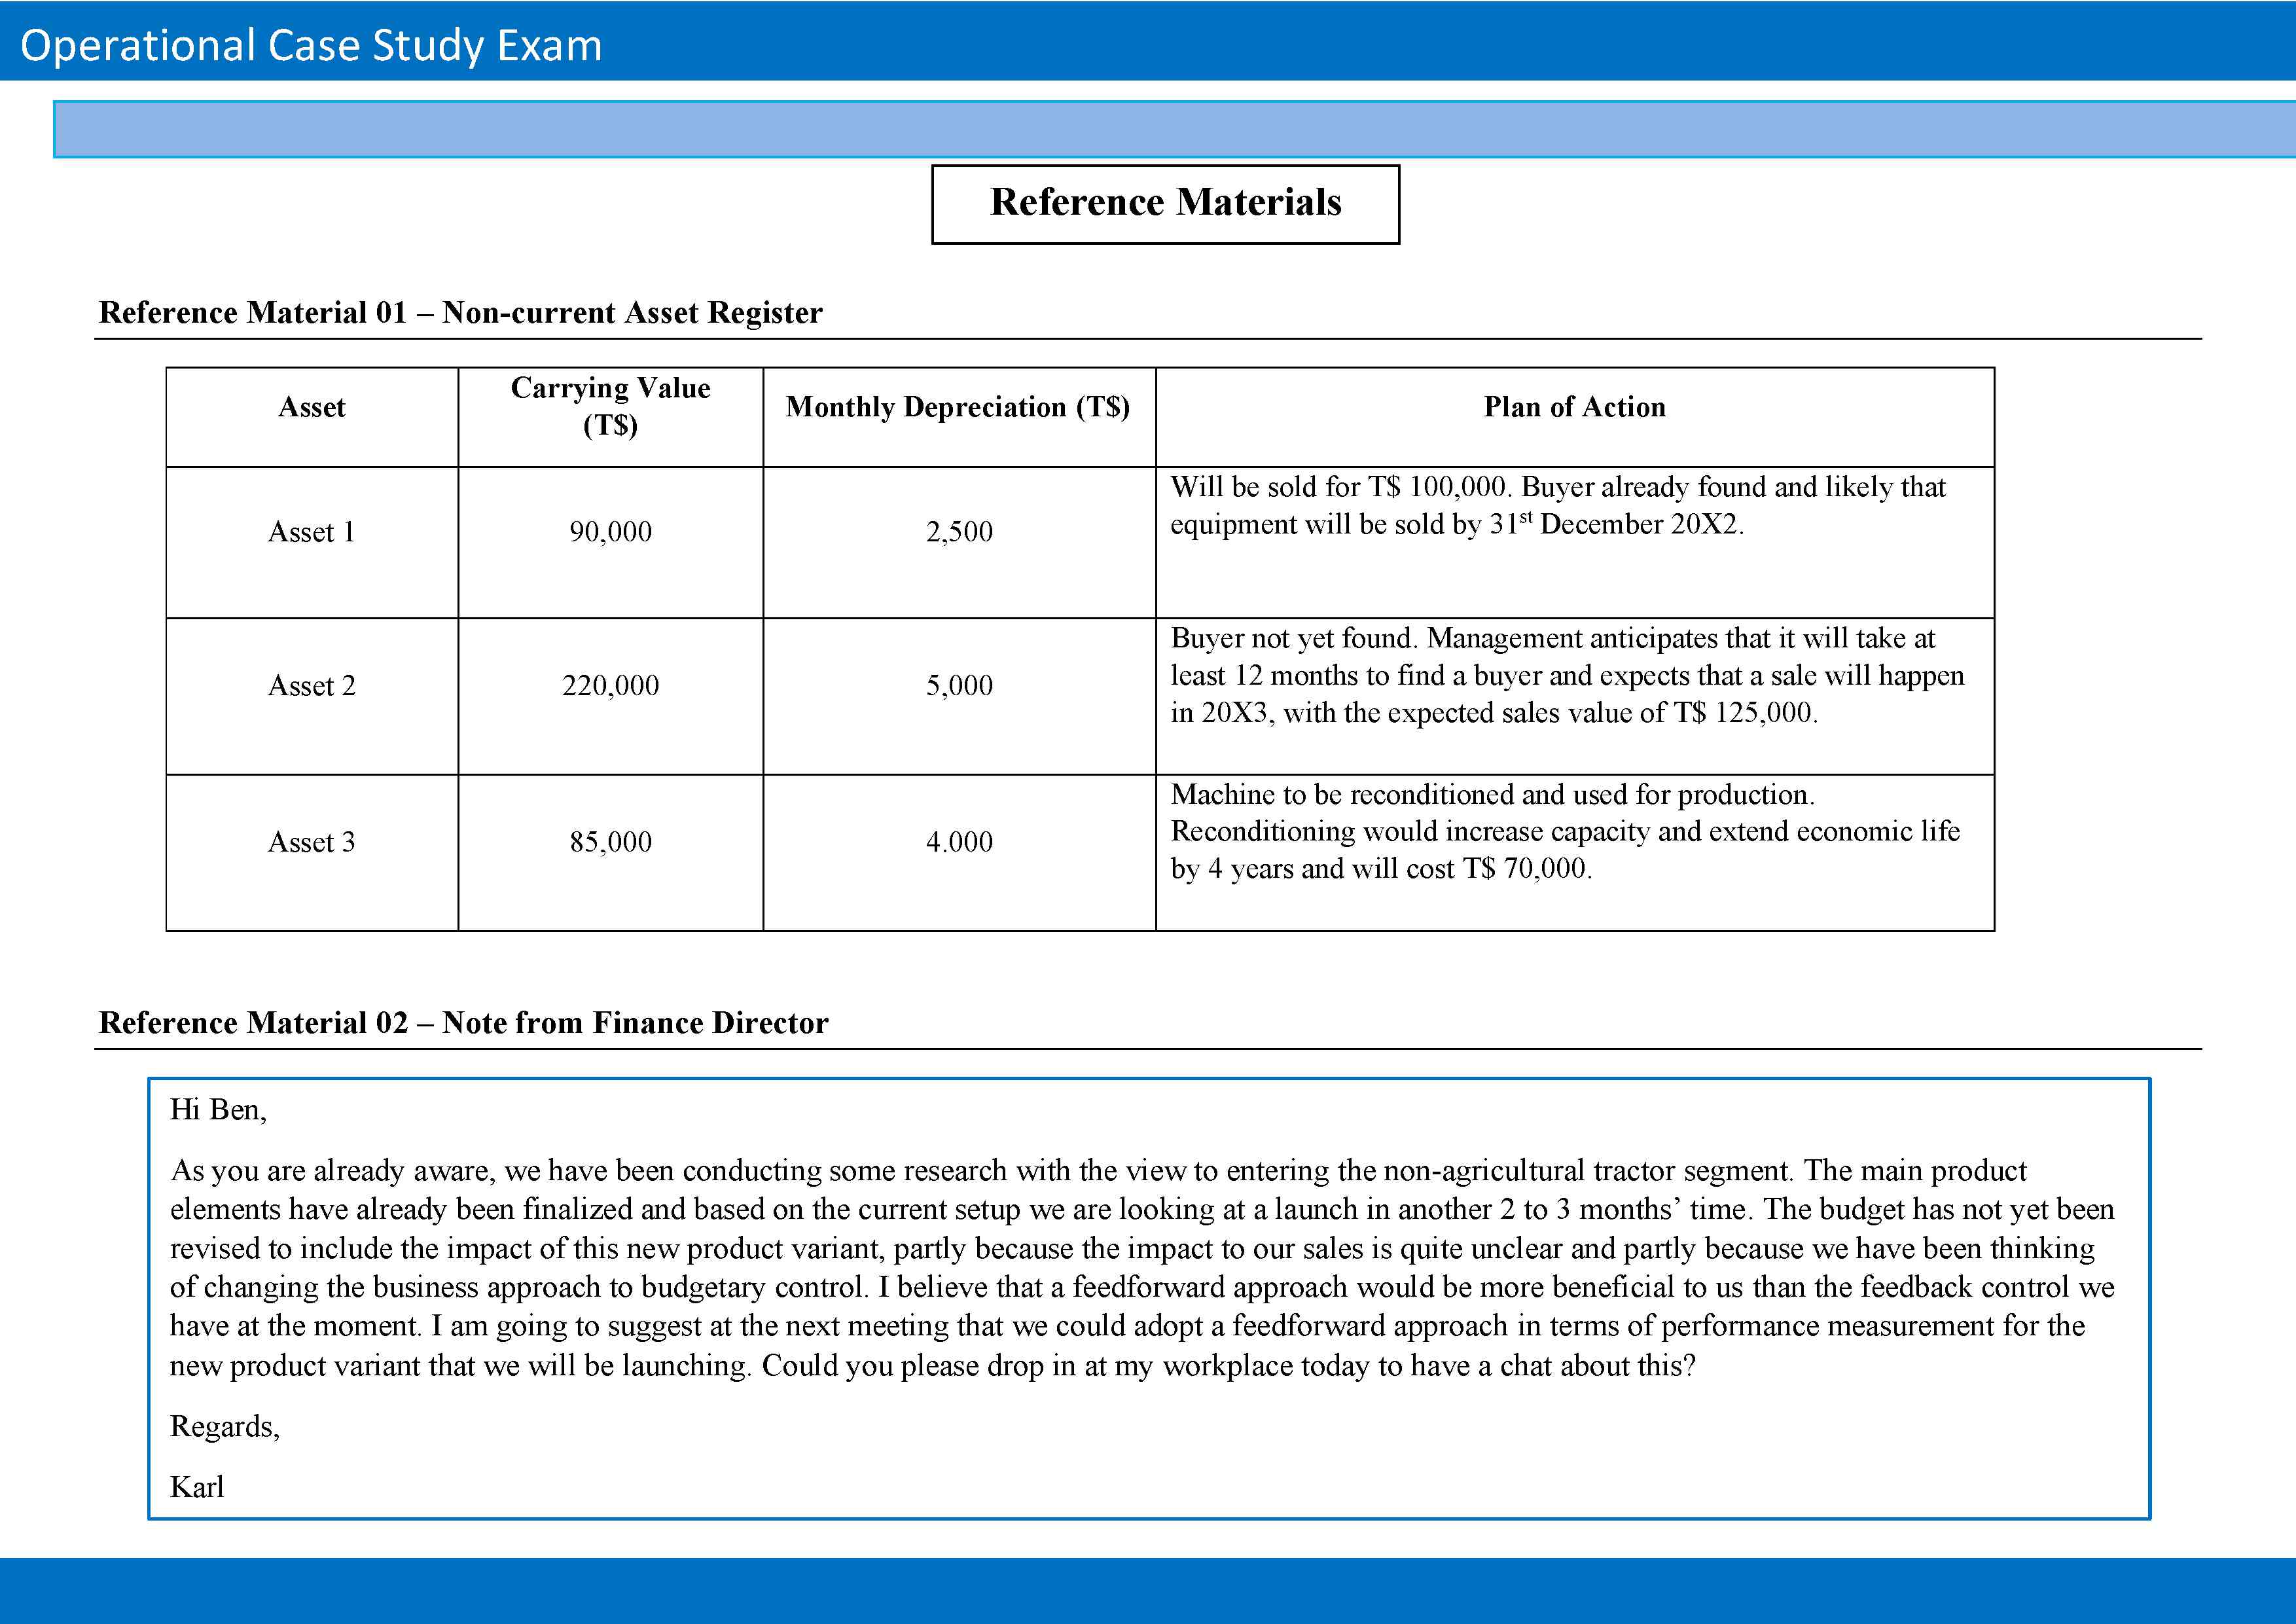 Operational Case Study Exam
Reference Materials
Reference Material 01 – Non-current Asset Register
Asset
Carrying Value
(T$)
Monthly Depreciation (T$)
Plan of Action
Asset 1
90,000
2,500
Will be sold for T$ 100,000. Buyer already found and likely that
equipment will be sold by 31st December 20X2.
Asset 2
220,000
5,000
Buyer not yet found. Management anticipates that it will take at
least 12 months to find a buyer and expects that a sale will happen
in 20X3, with the expected sales value of T$ 125,000.
Asset 3
85,000
4.000
Machine to be reconditioned and used for production.
Reconditioning would increase capacity and extend economic life
by 4 years and will cost T$ 70,000.
Reference Material 02 – Note from Finance Director
Hi Ben,
As you are already aware, we have been conducting some research with the view to entering the non-agricultural tractor segment. The main product
elements have already been finalized and based on the current setup we are looking at a launch in another 2 to 3 months’ time. The budget has not yet been
revised to include the impact of this new product variant, partly because the impact to our sales is quite unclear and partly because we have been thinking
of changing the business approach to budgetary control. I believe that a feedforward approach would be more beneficial to us than the feedback control we
have at the moment. I am going to suggest at the next meeting that we could adopt a feedforward approach in terms of performance measurement for the
new product variant that we will be launching. Could you please drop in at my workplace today to have a chat about this?
Regards,
Karl